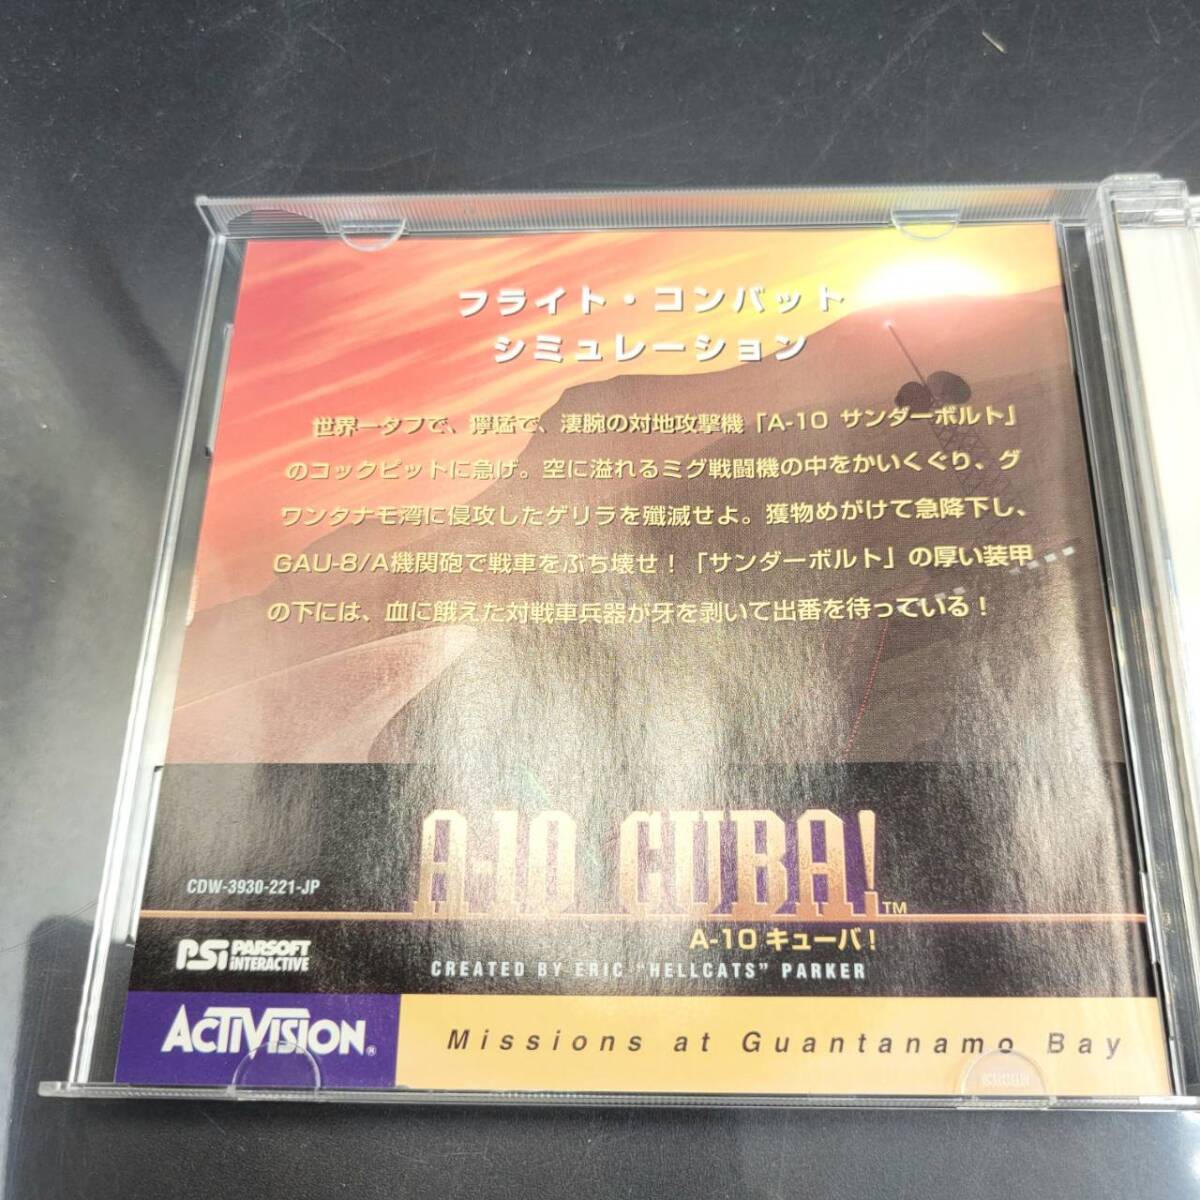 フライト・コンバット
シミュレーション
世界一タフで、獰猛で、凄腕の対地攻撃機「A-10 サンダーボルト」
のコックピットに急げ。空に溢れるミグ戦闘機の中をかいくぐり、グ
ワンタナモ湾に侵攻したゲリラを殲滅せよ。獲物めがけて急降下し、
GAU-8/A機関砲で戦車をぶち壊せ！「サンダーボルト」の厚い装甲
の下には、血に餓えた対戦車兵器が牙を剥いて出番を待っている！
A-10 CUBA!™
CDW-3930-221-JP
A-10 キューバ！
PSI PARSOFT INTERACTIVE
CREATED BY ERIC "HELLCATS" PARKER
ACTIVISION®
Missions at Guantanamo Bay